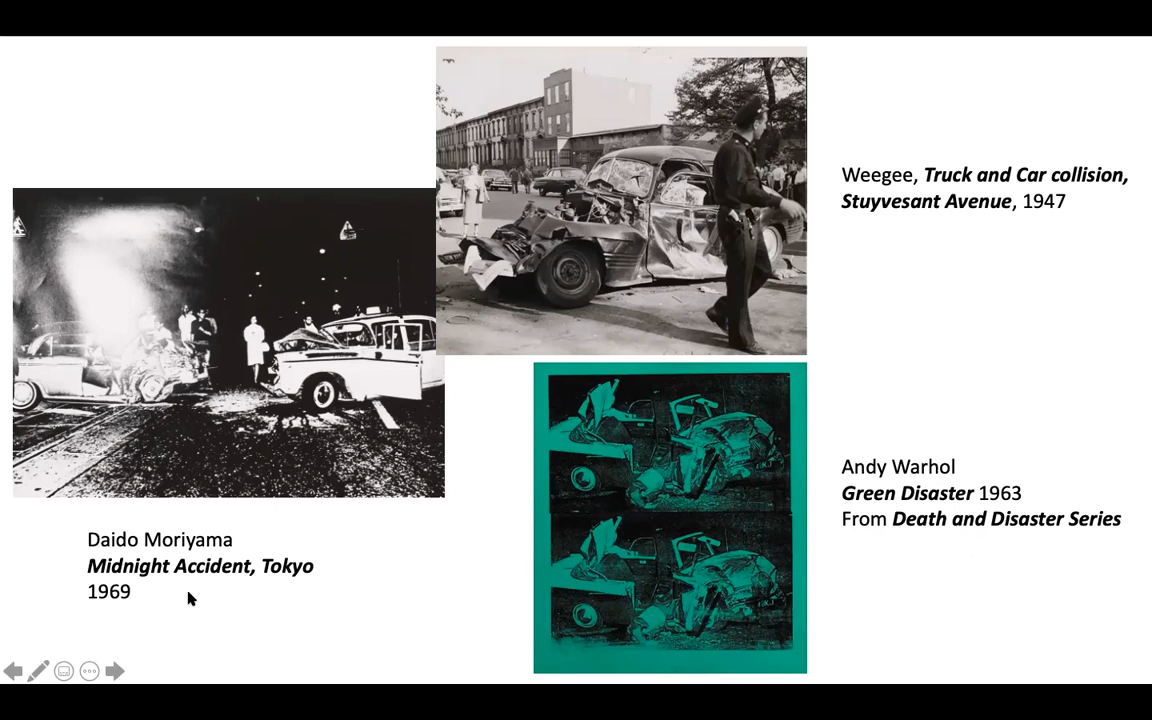 Weegee, Truck and Car collision,
Stuyvesant Avenue, 1947
Andy Warhol
Green Disaster 1963
From Death and Disaster Series
Daido Moriyama
Midnight Accident, Tokyo
1969